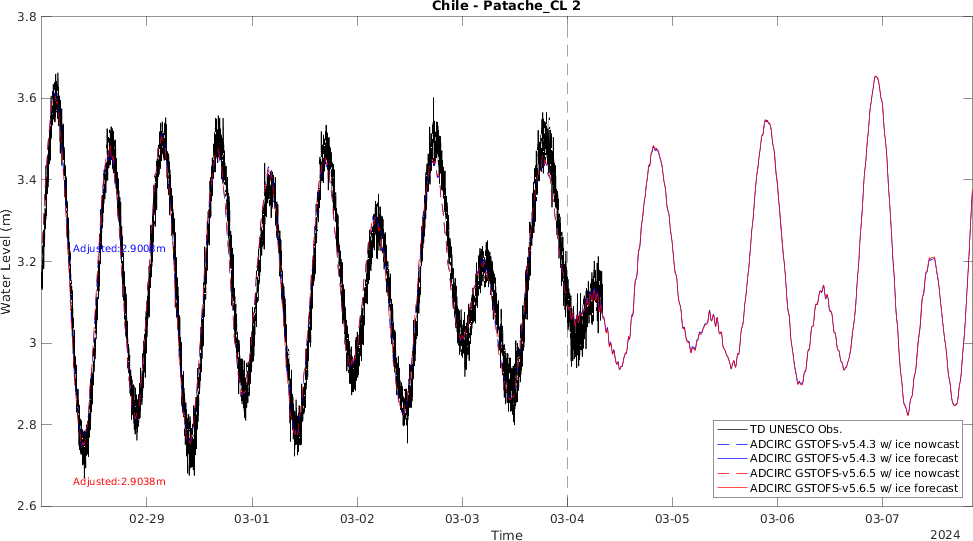 Chile - Patache_CL 2
3.8
3.6
3.4
3.2
3
2.8
2.6
Water Level (m)
Adjusted:2.9008m
Adjusted:2.9038m
TD UNESCO Obs.
ADCIRC GSTOFS-v5.4.3 w/ ice nowcast
ADCIRC GSTOFS-v5.4.3 w/ ice forecast
ADCIRC GSTOFS-v5.6.5 w/ ice nowcast
ADCIRC GSTOFS-v5.6.5 w/ ice forecast
02-29 03-01 03-02 03-03 03-04 03-05 03-06 03-07
Time
2024